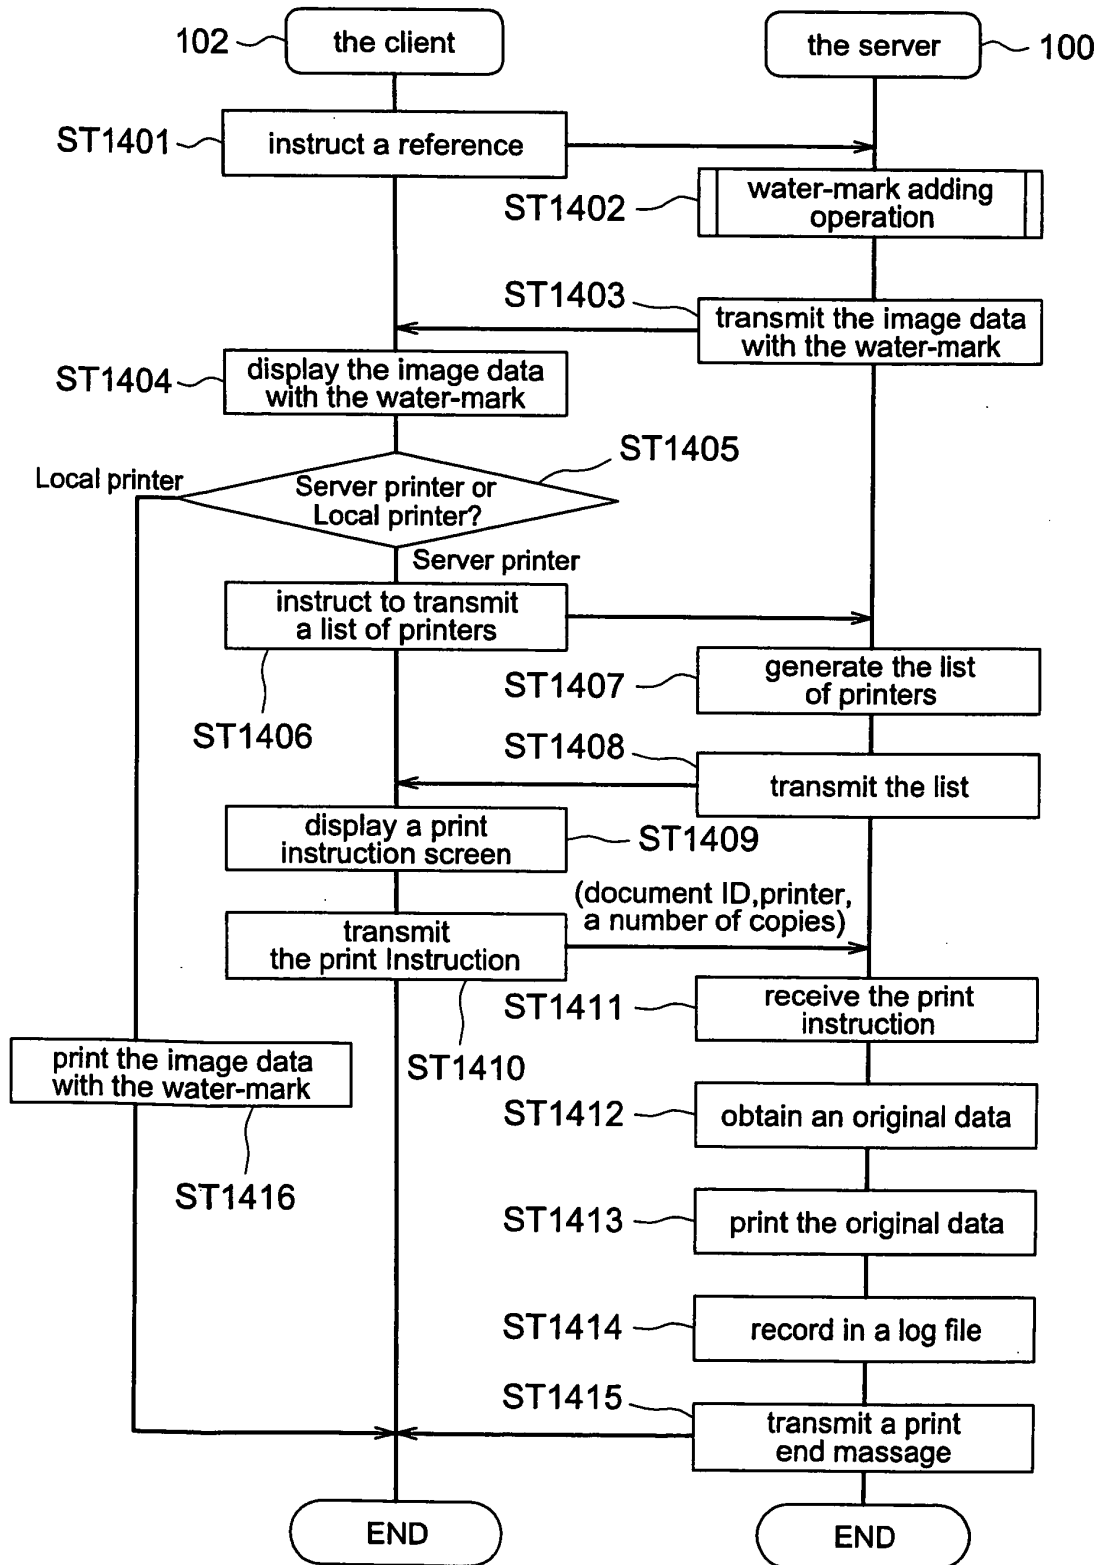 102
the client
the server
100
ST1401
instruct a reference
ST1402
water-mark adding
operation
ST1403
transmit the image data
with the water-mark
ST1404
display the image data
with the water-mark
ST1405
Local printer
Server printer or
Local printer?
Server printer
instruct to transmit
a list of printers
ST1406
ST1407
generate the list
of printers
ST1408
transmit the list
display a print
instruction screen
ST1409
(document ID,printer,
a number of copies)
transmit
the print Instruction
ST1410
ST1411
receive the print
instruction
print the image data
with the water-mark
ST1416
ST1412
obtain an original data
ST1413
print the original data
ST1414
record in a log file
ST1415
transmit a print
end massage
END
END